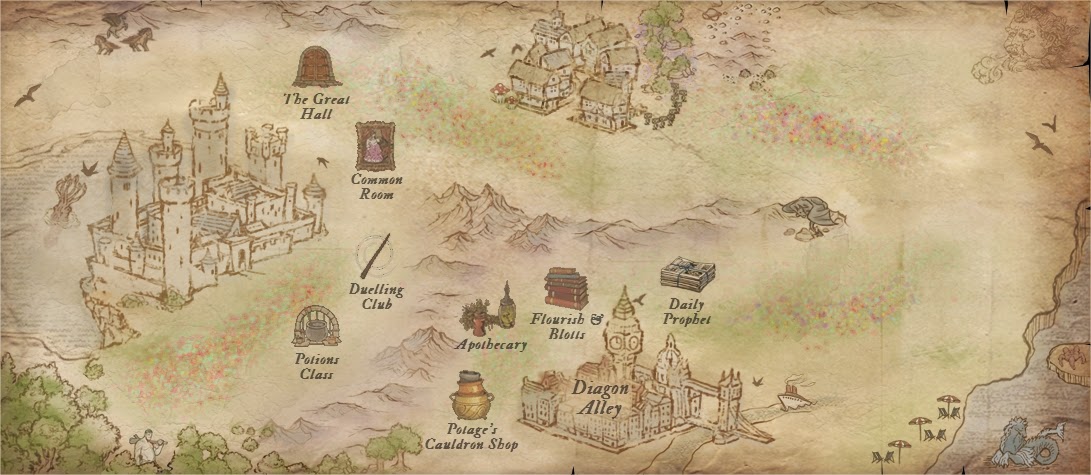 The Great
Hall
Common
Room
Duelling
Club
Potions
Class
Apothecary
Flourish &
Blotts
Daily
Prophet
Potage's
Cauldron Shop
Diagon
Alley